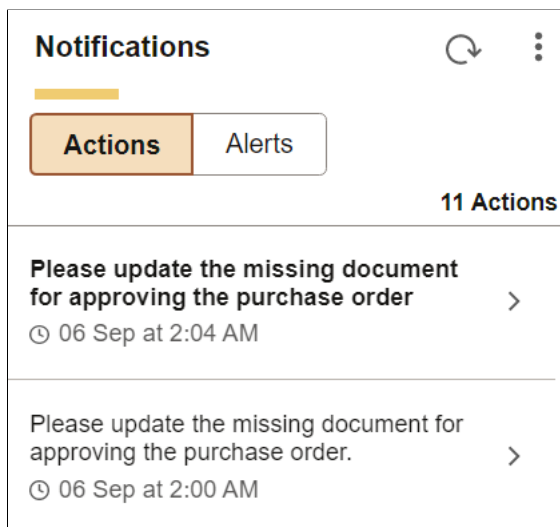 Notifications
Actions
Alerts
11 Actions
Please update the missing document
for approving the purchase order
06 Sep at 2:04 AM
Please update the missing document for
approving the purchase order.
06 Sep at 2:00 AM